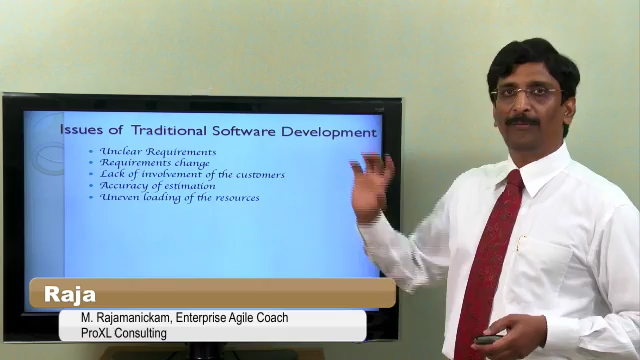 Issues of Traditional Software Development
Unclear Requirements
Requirements change
Lack of involvement of the customers
Accuracy of estimation
Uneven loading of the resources
Raja
M. Rajamanickam, Enterprise Agile Coach
ProXL Consulting